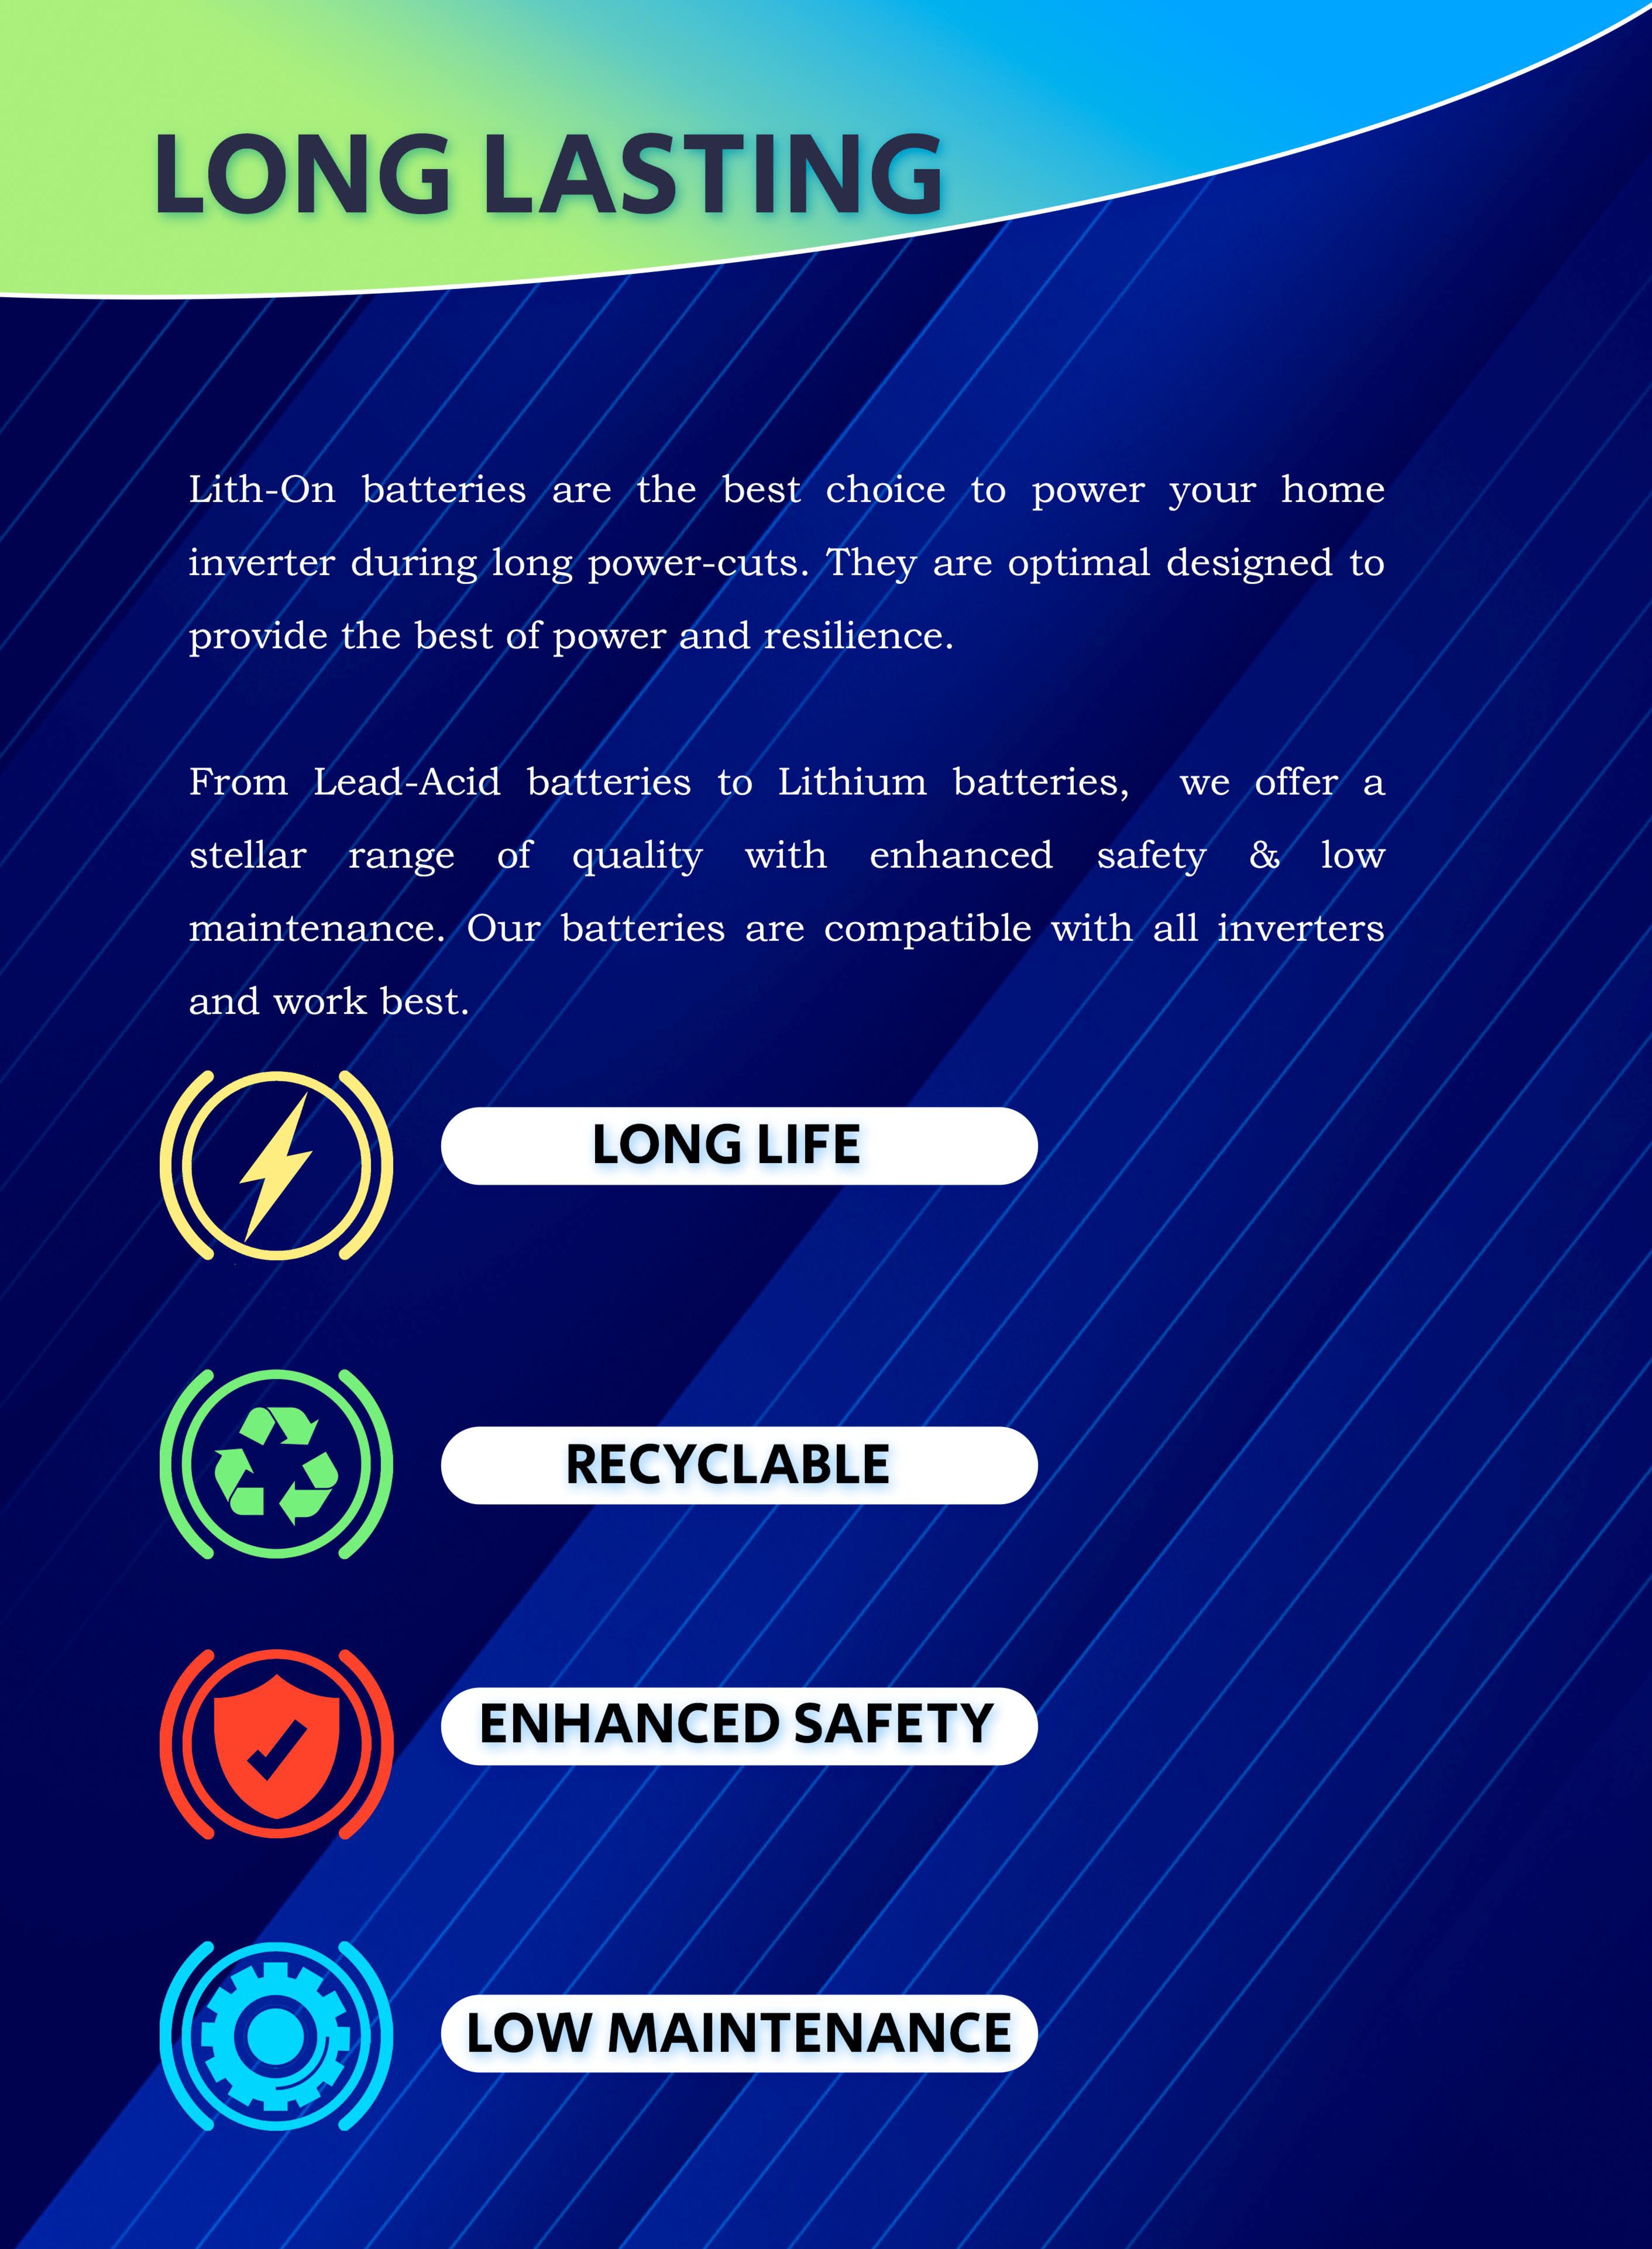 LONG LASTING
Lith-On batteries are the best choice to power your home
inverter during long power-cuts. They are optimal designed to
provide the best of power and resilience.
From Lead-Acid batteries to Lithium batteries, we offer a
stellar range of quality with enhanced safety & low
maintenance. Our batteries are compatible with all inverters
and work best.
LONG LIFE
RECYCLABLE
ENHANCED SAFETY
LOW MAINTENANCE